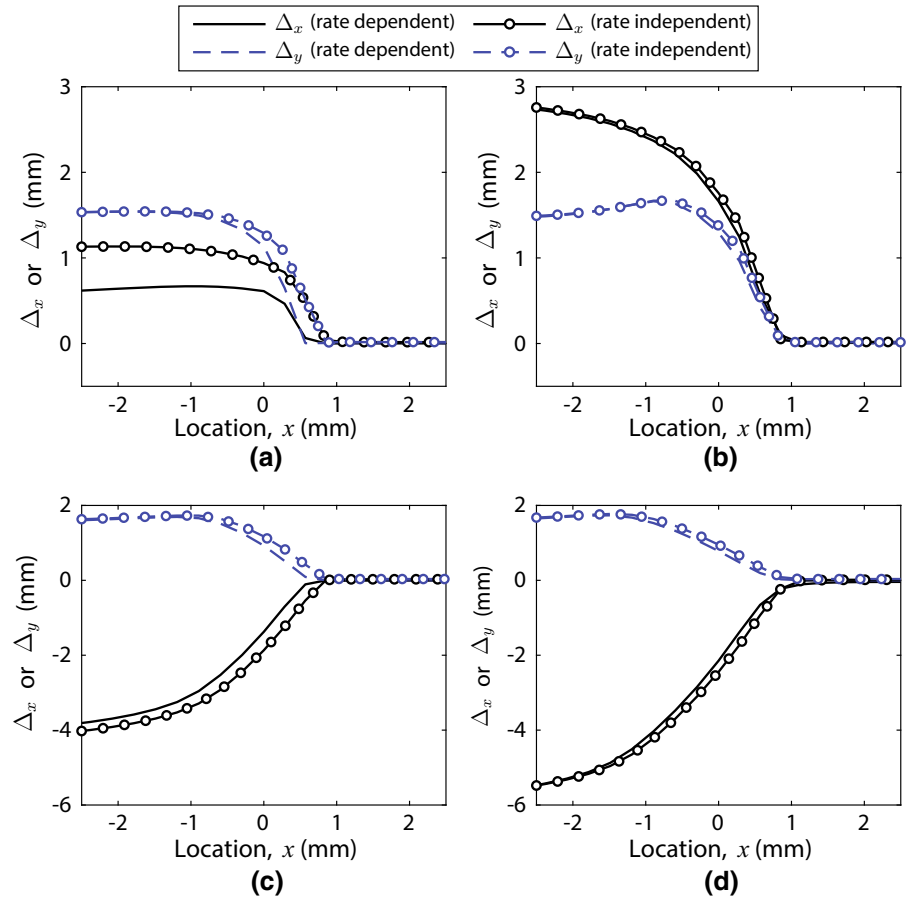 Δx (rate dependent) Δx (rate independent)
Δy (rate dependent) Δy (rate independent)
3
2
1
0
-2 -1 0 1 2
Δx or Δy (mm)
Location, x (mm)
(a)
3
2
1
0
-2 -1 0 1 2
Δx or Δy (mm)
Location, x (mm)
(b)
2
0
-2
-4
-6
-2 -1 0 1 2
Δx or Δy (mm)
Location, x (mm)
(c)
2
0
-2
-4
-6
-2 -1 0 1 2
Δx or Δy (mm)
Location, x (mm)
(d)